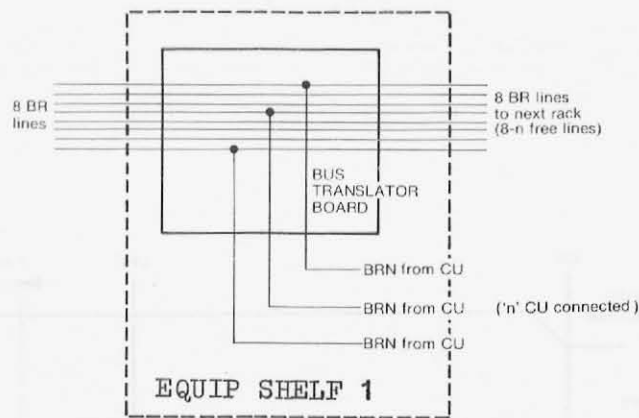 8 BR
lines
8 BR lines
to next rack
(8-n free lines)
BUS
TRANSLATOR
BOARD
BRN from CU
BRN from CU
('n' CU connected)
BRN from CU
EQUIP SHELF 1